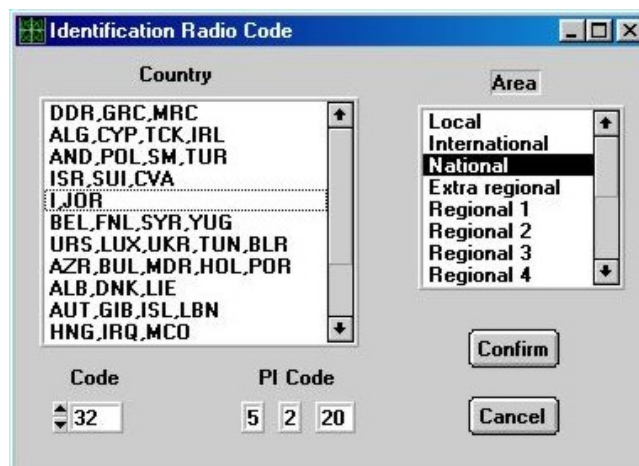 Identification Radio Code
Country
DDR,GRC,MRC
ALG,CYP,TCK,IRL
AND,POL,SM,TUR
ISR,SUI,CVA
I,JOR
BEL,FNL,SYR,YUG
URS,LUX,UKR,TUN,BLR
AZR,BUL,MDR,HOL,POR
ALB,DNK,LIE
AUT,GIB,ISL,LBN
HNG,IRQ,MCO
Area
Local
International
National
Extra regional
Regional 1
Regional 2
Regional 3
Regional 4
Code
32
PI Code
5 2 20
Confirm
Cancel